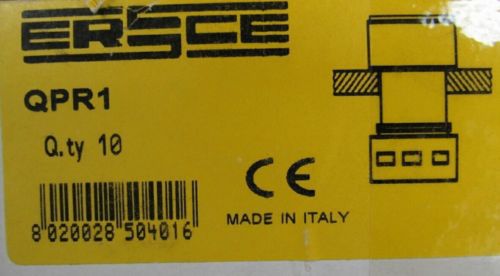 ERSCE
QPR1
Q.ty 10
CE
MADE IN ITALY
8 020028 504016